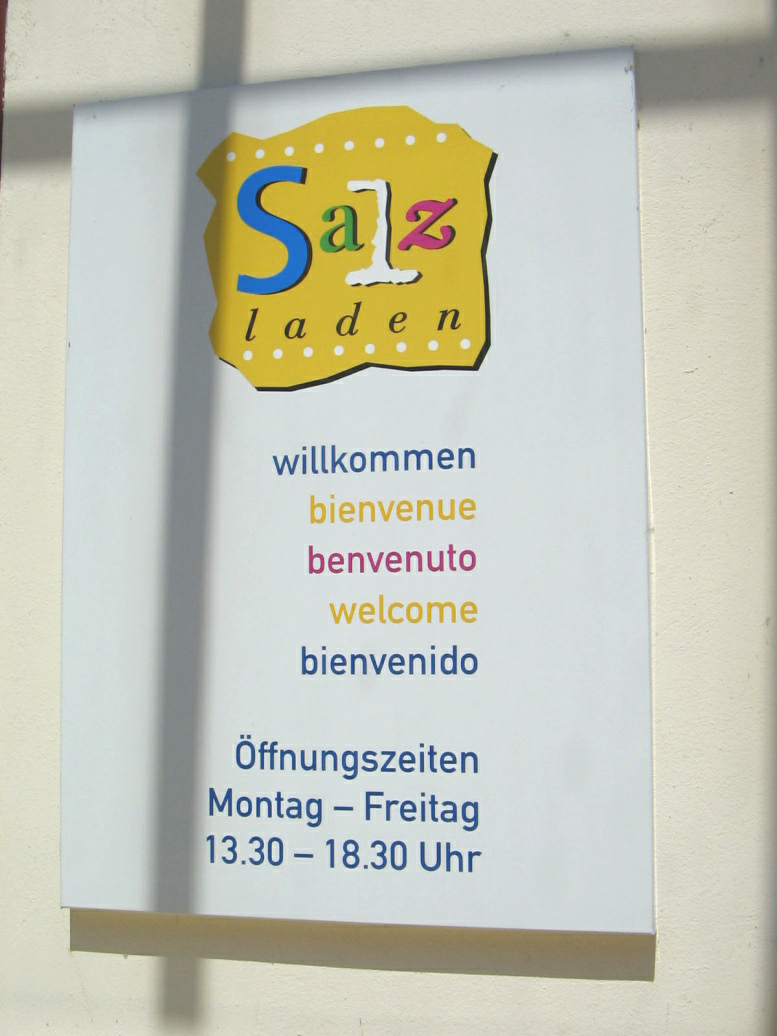 Salz
laden
willkommen
bienvenue
benvenuto
welcome
bienvenido
Öffnungszeiten
Montag – Freitag
13.30 – 18.30 Uhr